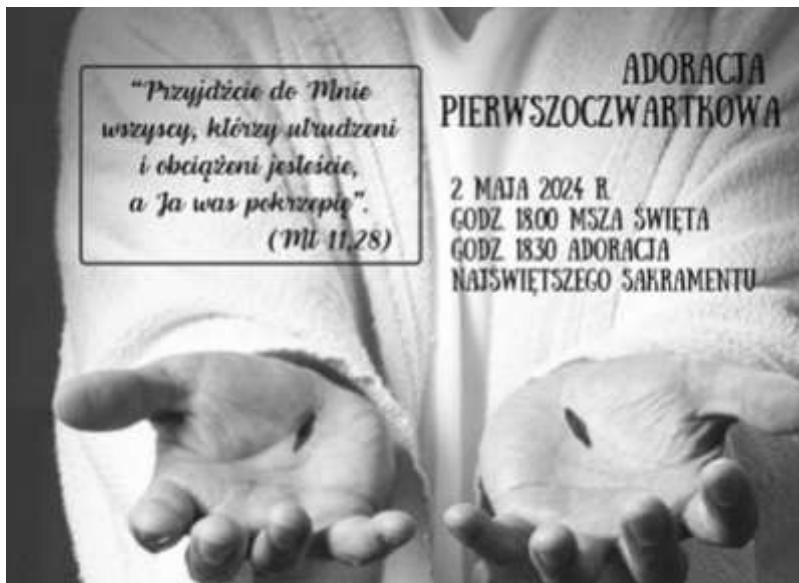 “Przyjdźcie do Mnie
wszyscy, którzy utrudzeni
i obciążeni jesteście,
a Ja was pokrzepię”.
(Mt 11,28)
ADORACJA
PIERWSZOCZWARTKOWA
2 MAJA 2024 R
GODZ. 18.00 MSZA ŚWIĘTA
GODZ. 18.30 ADORACJA
NAJŚWIĘTSZEGO SAKRAMENTU